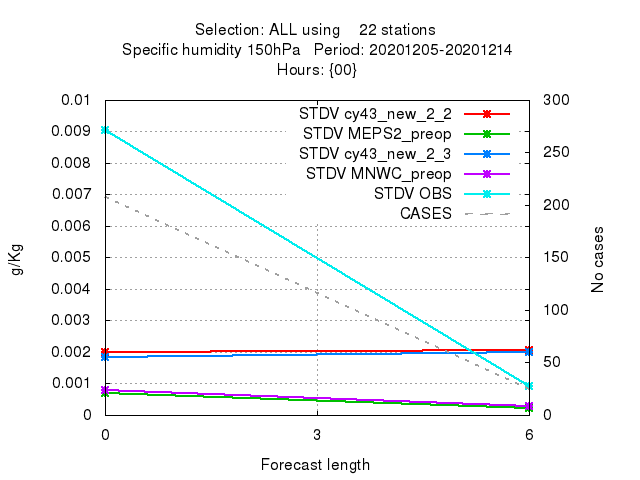 Selection: ALL using 22 stations
Specific humidity 150hPa Period: 20201205-20201214
Hours: {00}
0.01
0.009
0.008
0.007
0.006
0.005
0.004
0.003
0.002
0.001
0
g/Kg
STDV cy43_new_2_2
STDV MEPS2_preop
STDV cy43_new_2_3
STDV MNWC_preop
STDV OBS
CASES
300
250
200
150
100
50
0
No cases
0 3 6
Forecast length